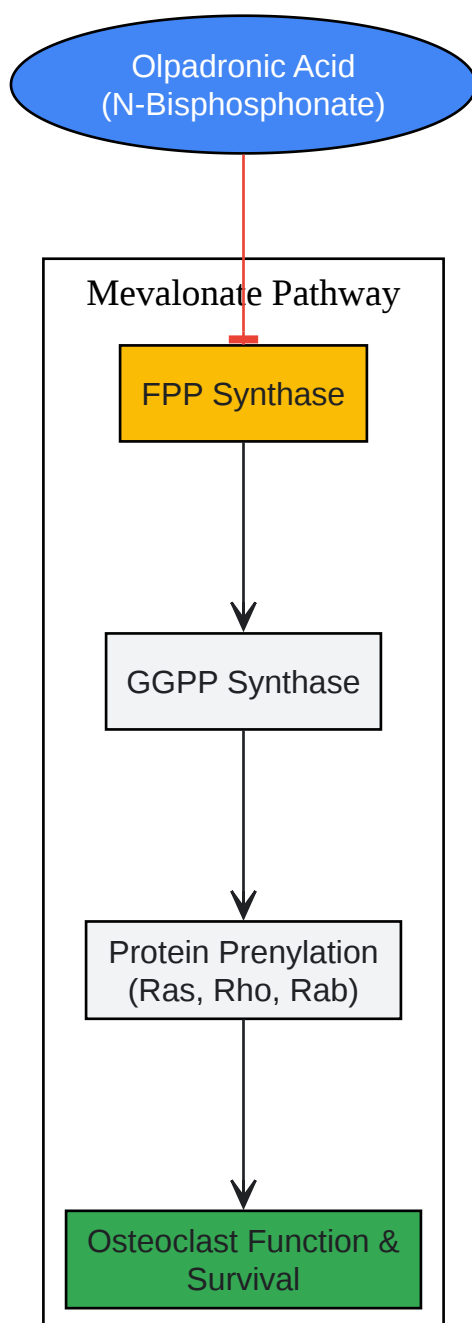 Olpadronic Acid
(N-Bisphosphonate)
Mevalonate Pathway
FPP Synthase
GGPP Synthase
Protein Prenylation
(Ras, Rho, Rab)
Osteoclast Function &
Survival